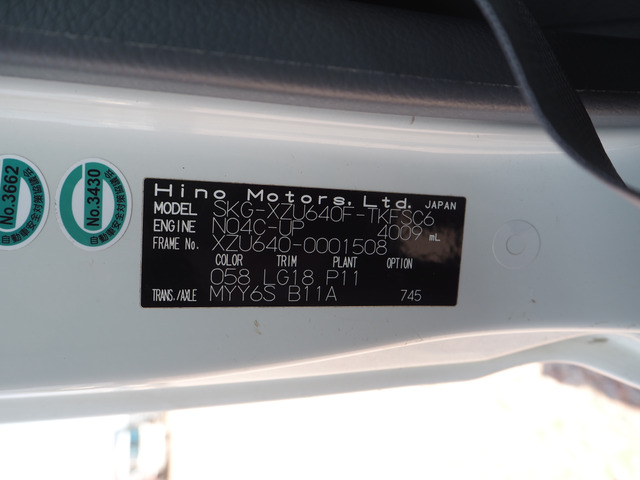 Hino Motors, Ltd. JAPAN
MODEL SKG-XZU640F-TKFSC6
ENGINE N04C-UP 4009 mL
FRAME No. XZU640-0001508
COLOR TRIM PLANT OPTION
058 LG18 P11
TRANS./AXLE MYY6S B11A 745
No.3662
No.3430